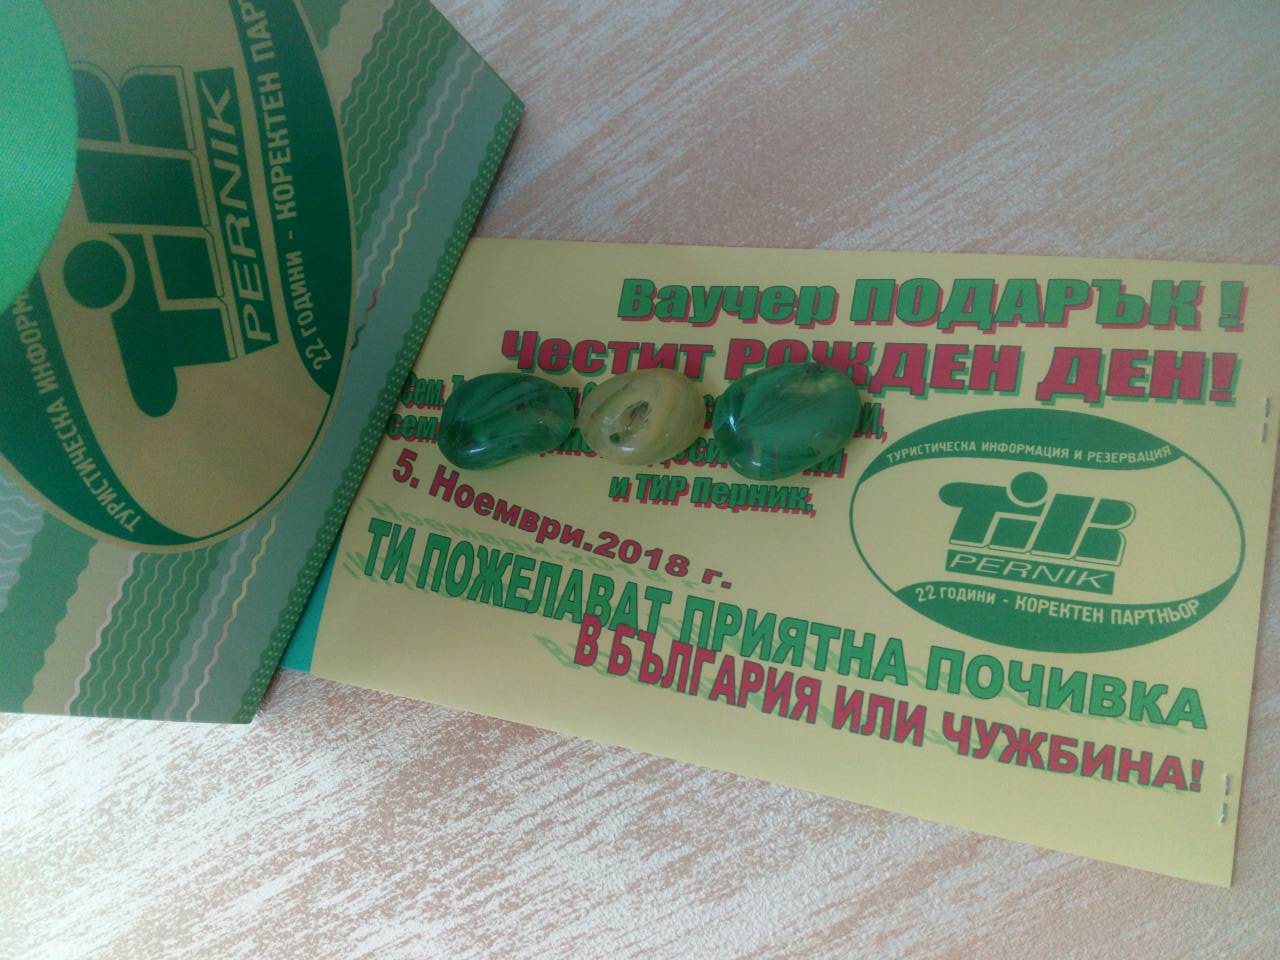 Ваучер ПОДАРЪК !
Честит РОЖДЕН ДЕН!
и ТИР Перник,
5. Ноември.2018 г.
ТИ ПОЖЕЛАВАТ ПРИЯТНА ПОЧИВКА
В БЪЛГАРИЯ ИЛИ ЧУЖБИНА!
ТУРИСТИЧЕСКА ИНФОРМАЦИЯ И РЕЗЕРВАЦИЯ
TiR
PERNIK
22 ГОДИНИ - КОРЕКТЕН ПАРТНЬОР
TiR
PERNIK
22 ГОДИНИ - КОРЕКТЕН
ТУРИСТИЧЕСКА